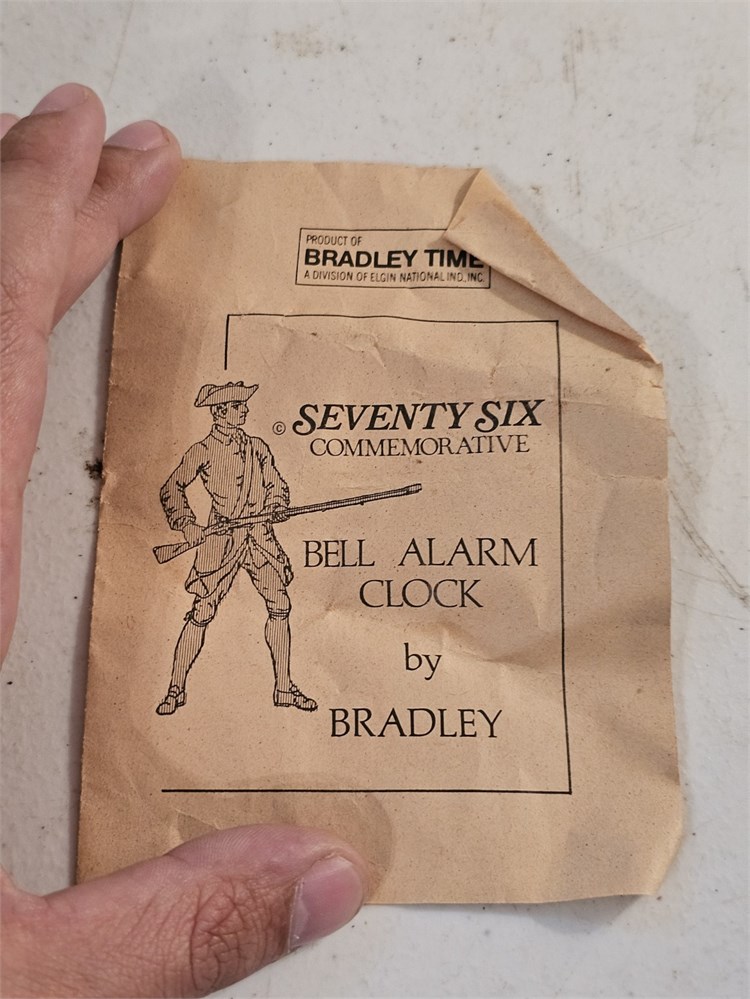 PRODUCT OF
BRADLEY TIME
A DIVISION OF ELGIN NATIONAL IND., INC.
© SEVENTY SIX
COMMEMORATIVE
BELL ALARM
CLOCK
by
BRADLEY